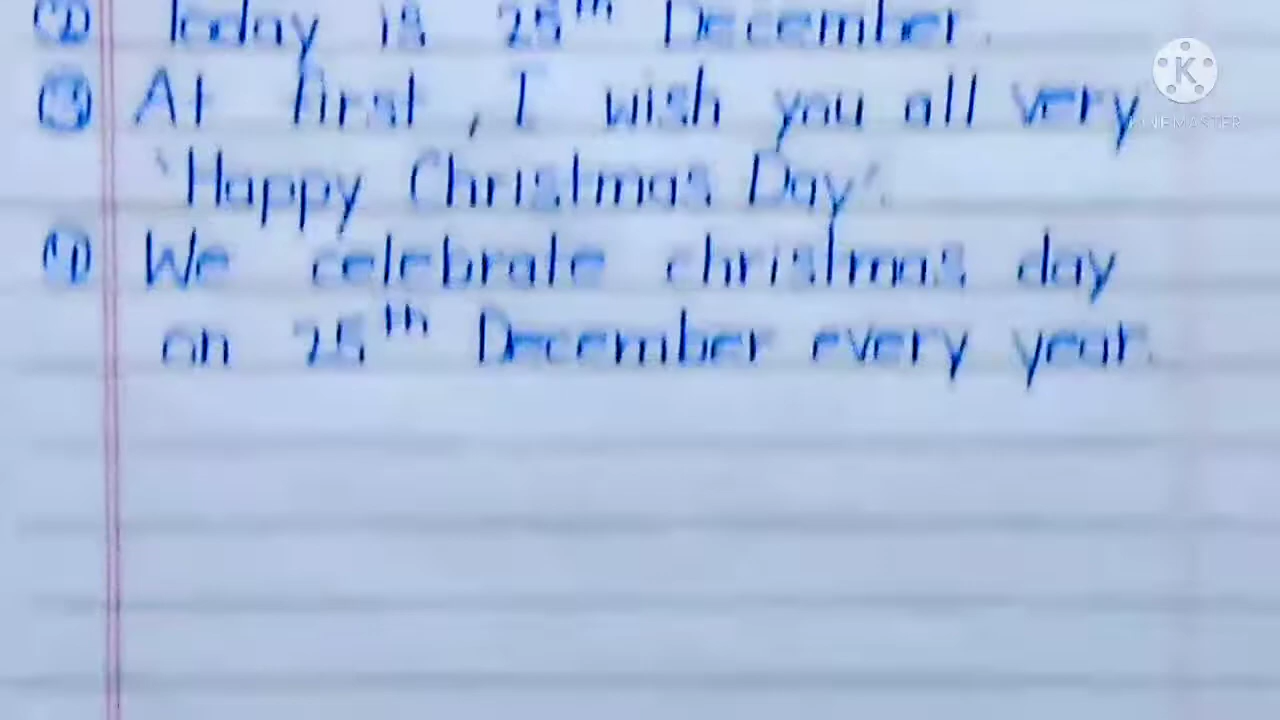 (2) Today is 25th December.
(3) At first, I wish you all very
'Happy Christmas Day'.
(4) We celebrate christmas day
on 25th December every year.
K
KINEMASTER